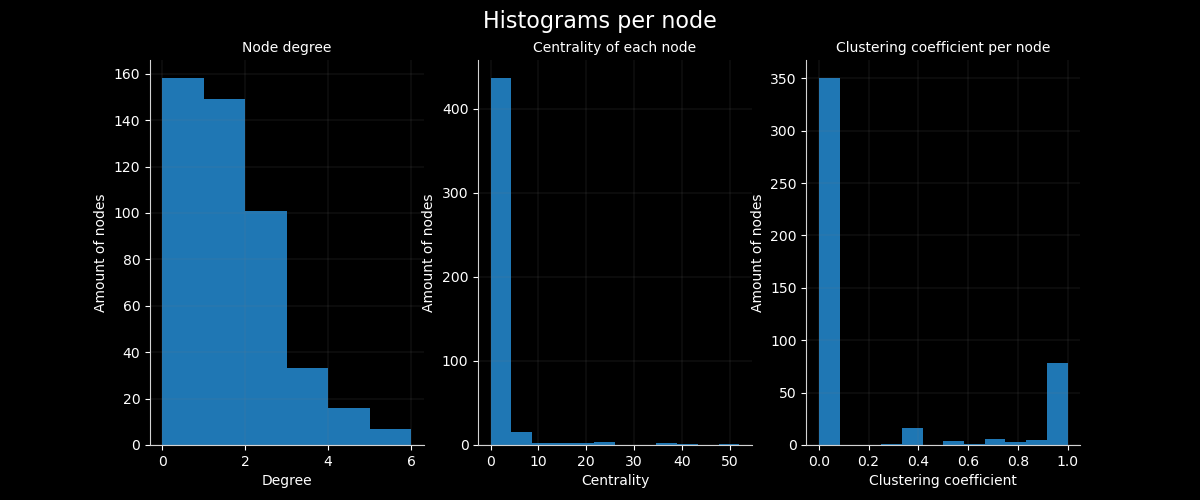 Histograms per node
Node degree
Amount of nodes
160
140
120
100
80
60
40
20
0
0 2 4 6
Degree
Centrality of each node
Amount of nodes
400
300
200
100
0
0 10 20 30 40 50
Centrality
Clustering coefficient per node
Amount of nodes
350
300
250
200
150
100
50
0
0.0 0.2 0.4 0.6 0.8 1.0
Clustering coefficient